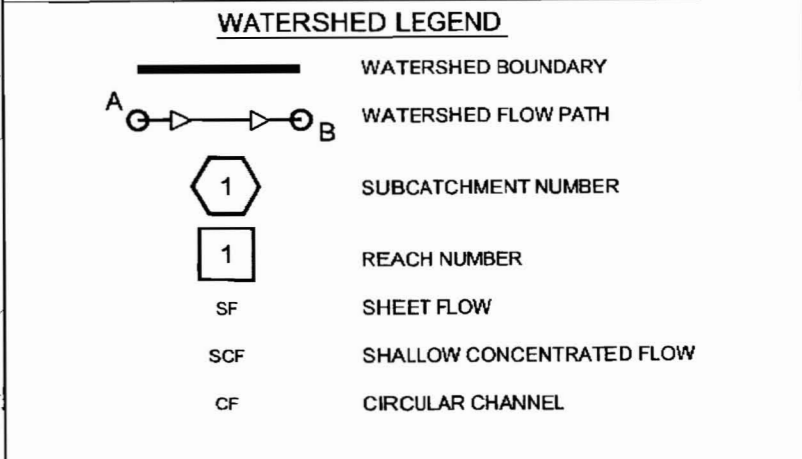 WATERSHED LEGEND
WATERSHED BOUNDARY
A B WATERSHED FLOW PATH
1 SUBCATCHMENT NUMBER
1 REACH NUMBER
SF SHEET FLOW
SCF SHALLOW CONCENTRATED FLOW
CF CIRCULAR CHANNEL